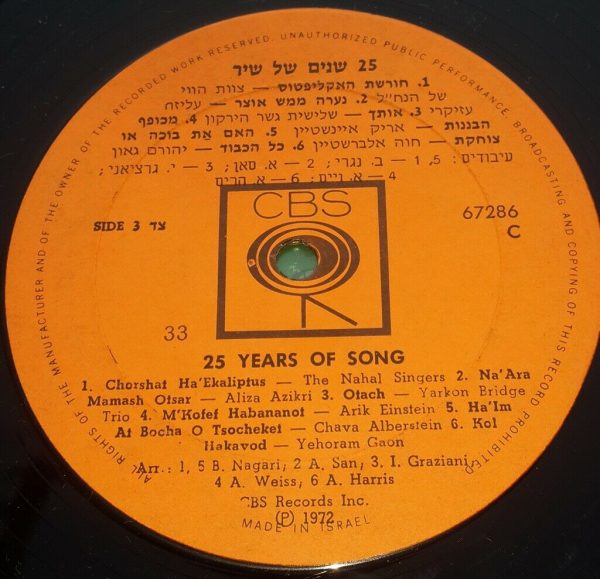 ALL RIGHTS OF THE MANUFACTURER AND OF THE OWNER OF THE RECORDED WORK RESERVED. UNAUTHORIZED PUBLIC PERFORMANCE. BROADCASTING AND COPYING OF THIS RECORD PROHIBITED
25 שנים של שיר
1. חורשת האקליפטוס — צוות הווי
של הנח"ל 2. נערה ממש אוצר — עליזה
עזיקרי 3. אותך — שלישית גשר הירקון 4. מכופף
הבננות — אריק איינשטיין 5. האם את בוכה או
צוחקת — חוה אלברשטיין 6. כל הכבוד — יהורם גאון
עיבודים: 1, 5 — ב. נגרי; 2 — א. סאן; 3 — י. גרציאני;
4 — א. וייס; 6 — א. הריס
CBS
SIDE 3 צד
67286
C
33
25 YEARS OF SONG
1. Chorshat Ha'Ekaliptus — The Nahal Singers 2. Na'Ara
Mamash Otsar — Aliza Azikri 3. Otach — Yarkon Bridge
Trio 4. M'Kofef Habananot — Arik Einstein 5. Ha'Im
At Bocha O Tsocheket — Chava Alberstein 6. Kol
Hakavod — Yehoram Gaon
Arr.: 1, 5 B. Nagari; 2 A. San; 3. I. Graziani
4 A. Weiss; 6 A. Harris
CBS Records Inc.
Ⓟ 1972
MADE IN ISRAEL